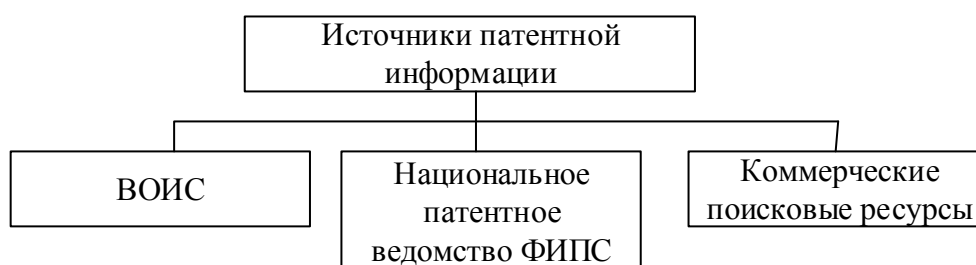 Источники патентной
информации
ВОИС
Национальное
патентное
ведомство ФИПС
Коммерческие
поисковые ресурсы